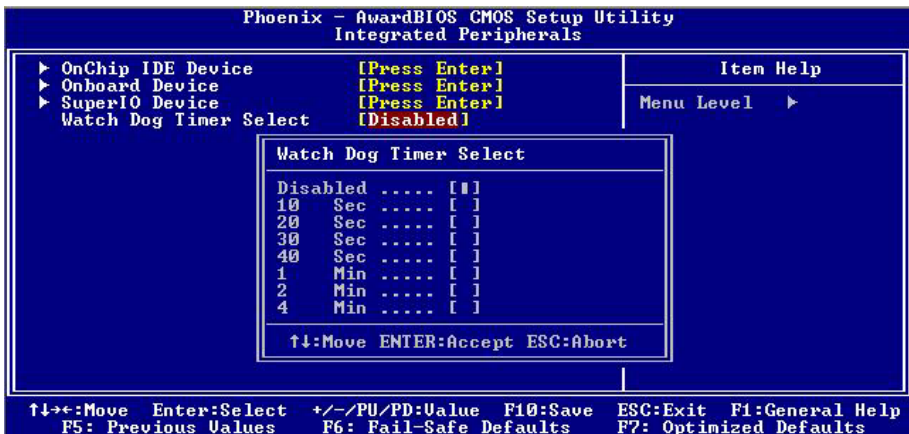 Phoenix - AwardBIOS CMOS Setup Utility
Integrated Peripherals
▶ OnChip IDE Device [Press Enter]
▶ Onboard Device [Press Enter]
▶ SuperIO Device [Press Enter]
Watch Dog Timer Select [Disabled]
Item Help
Menu Level ▶
Watch Dog Timer Select
Disabled ..... [■]
10 Sec ..... [ ]
20 Sec ..... [ ]
30 Sec ..... [ ]
40 Sec ..... [ ]
1 Min ..... [ ]
2 Min ..... [ ]
4 Min ..... [ ]
↑↓:Move ENTER:Accept ESC:Abort
↑↓→←:Move Enter:Select +/-/PU/PD:Value F10:Save ESC:Exit F1:General Help
F5: Previous Values F6: Fail-Safe Defaults F7: Optimized Defaults